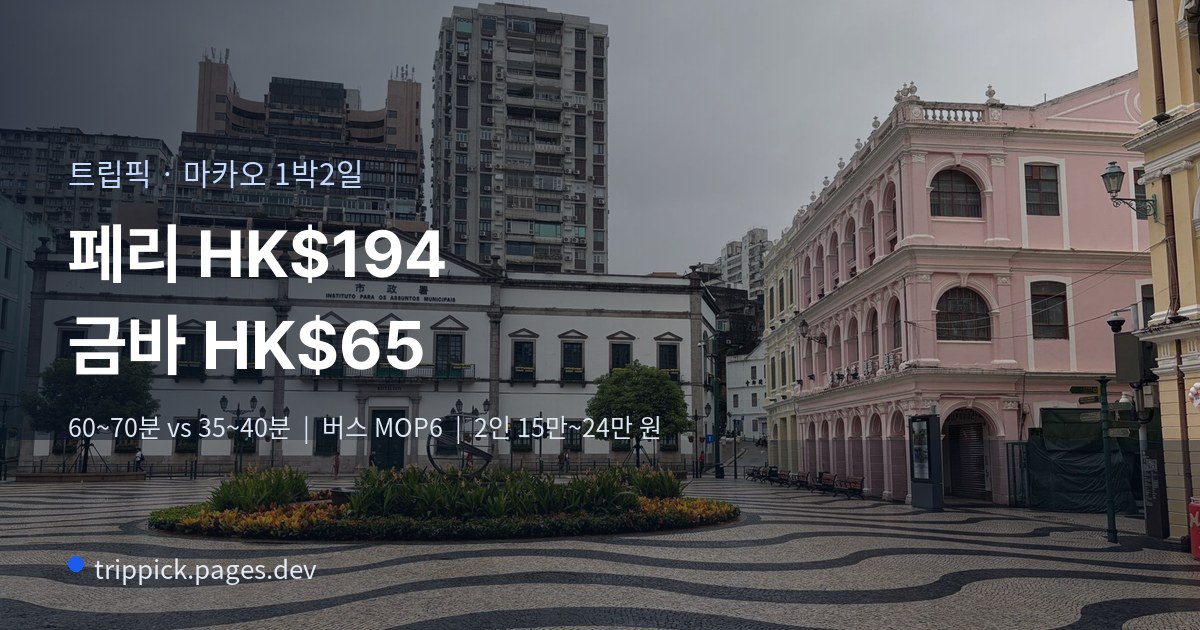 트립픽 · 마카오 1박2일
페리 HK$194
市政署
INSTITUTO PARA OS ASSUNTOS MUNICIPAIS
금바 HK$65
60~70분 vs 35~40분 | 버스 MOP6 | 2인 15만~24만 원
trippick.pages.dev